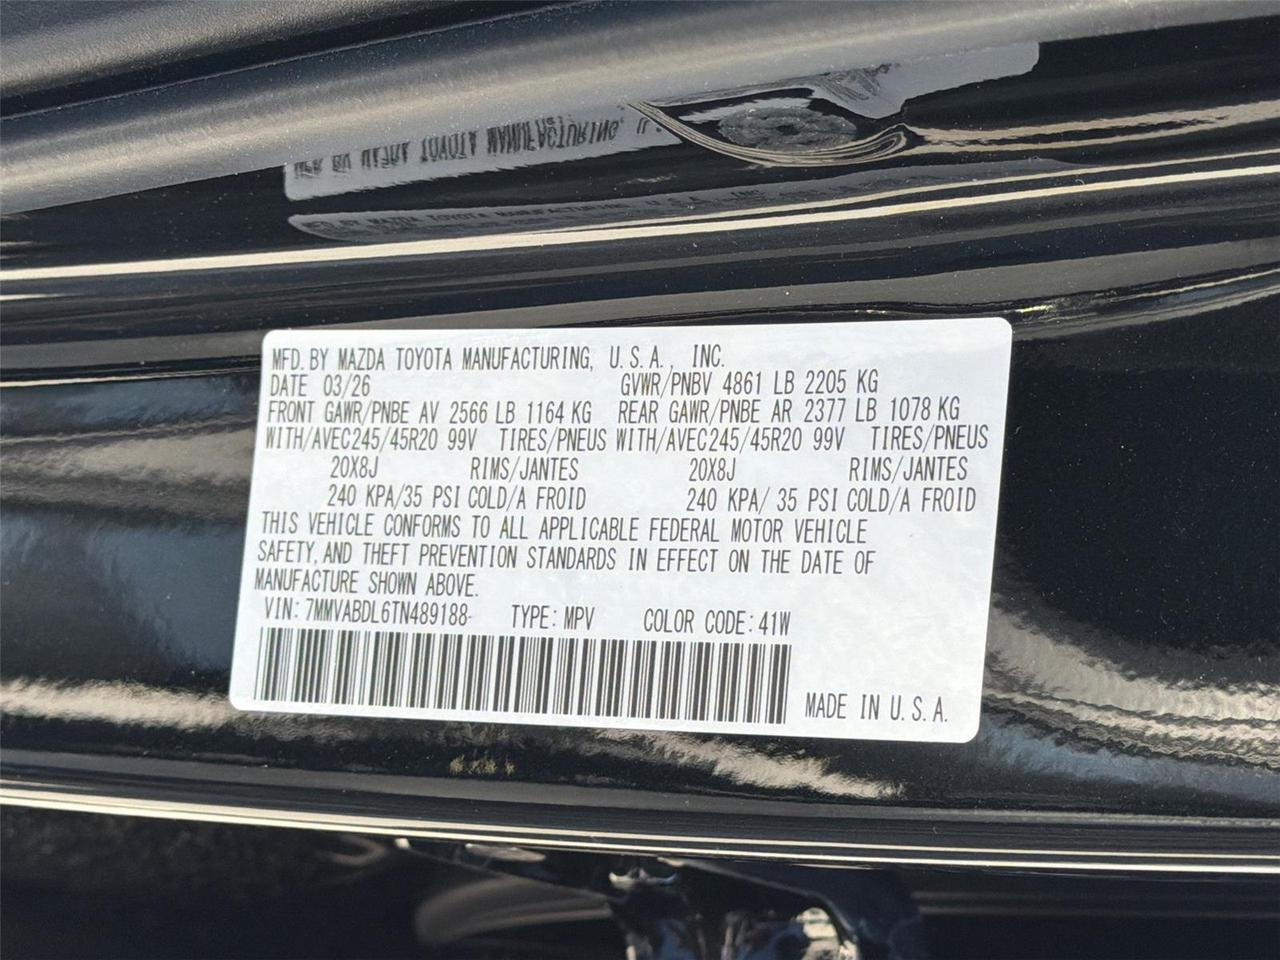 MFD. BY MAZDA TOYOTA MANUFACTURING, U.S.A., INC.
DATE 03/26 GVWR/PNBV 4861 LB 2205 KG
FRONT GAWR/PNBE AV 2566 LB 1164 KG REAR GAWR/PNBE AR 2377 LB 1078 KG
WITH/AVEC245/45R20 99V TIRES/PNEUS WITH/AVEC245/45R20 99V TIRES/PNEUS
20X8J RIMS/JANTES 20X8J RIMS/JANTES
240 KPA/35 PSI COLD/A FROID 240 KPA/ 35 PSI COLD/A FROID
THIS VEHICLE CONFORMS TO ALL APPLICABLE FEDERAL MOTOR VEHICLE
SAFETY, AND THEFT PREVENTION STANDARDS IN EFFECT ON THE DATE OF
MANUFACTURE SHOWN ABOVE.
VIN: 7MMVABDL6TN489188- TYPE: MPV COLOR CODE: 41W
MADE IN U.S.A.